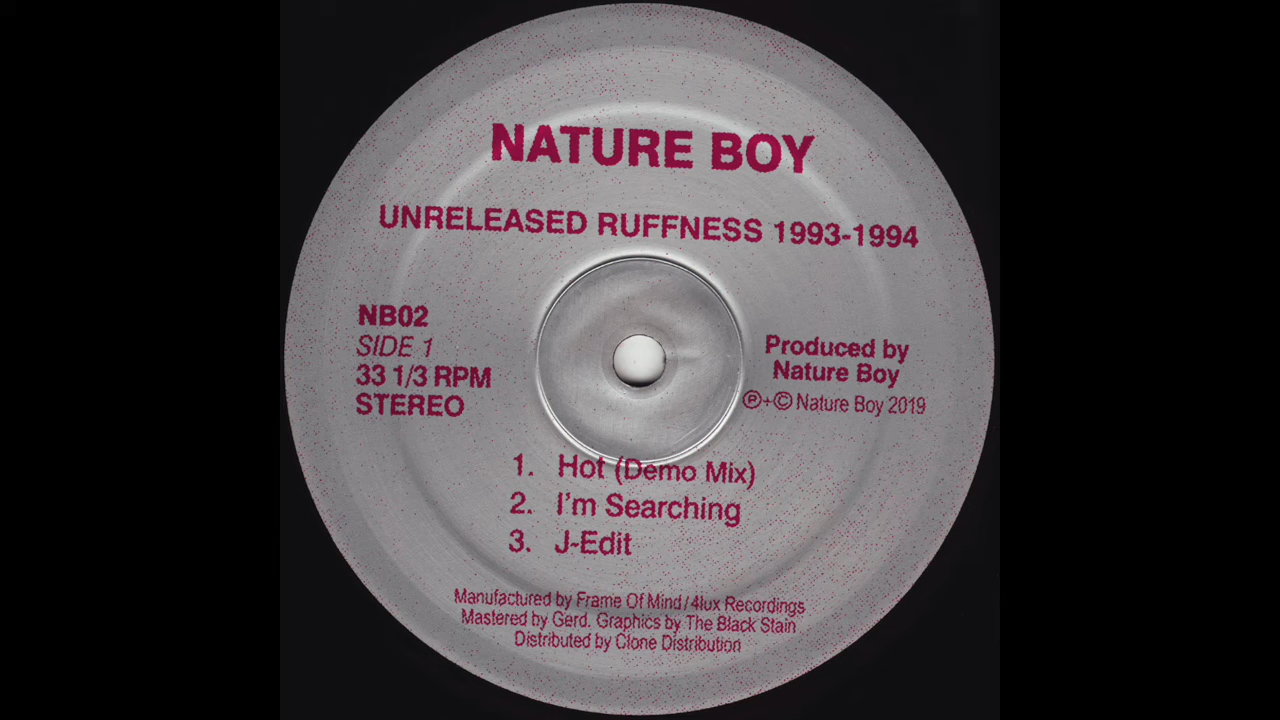 NATURE BOY
UNRELEASED RUFFNESS 1993-1994
NB02
SIDE 1
33 1/3 RPM
STEREO
Produced by
Nature Boy
Ⓟ+© Nature Boy 2019
1. Hot (Demo Mix)
2. I'm Searching
3. J-Edit
Manufactured by Frame Of Mind/4lux Recordings
Mastered by Gerd. Graphics by The Black Stain
Distributed by Clone Distribution